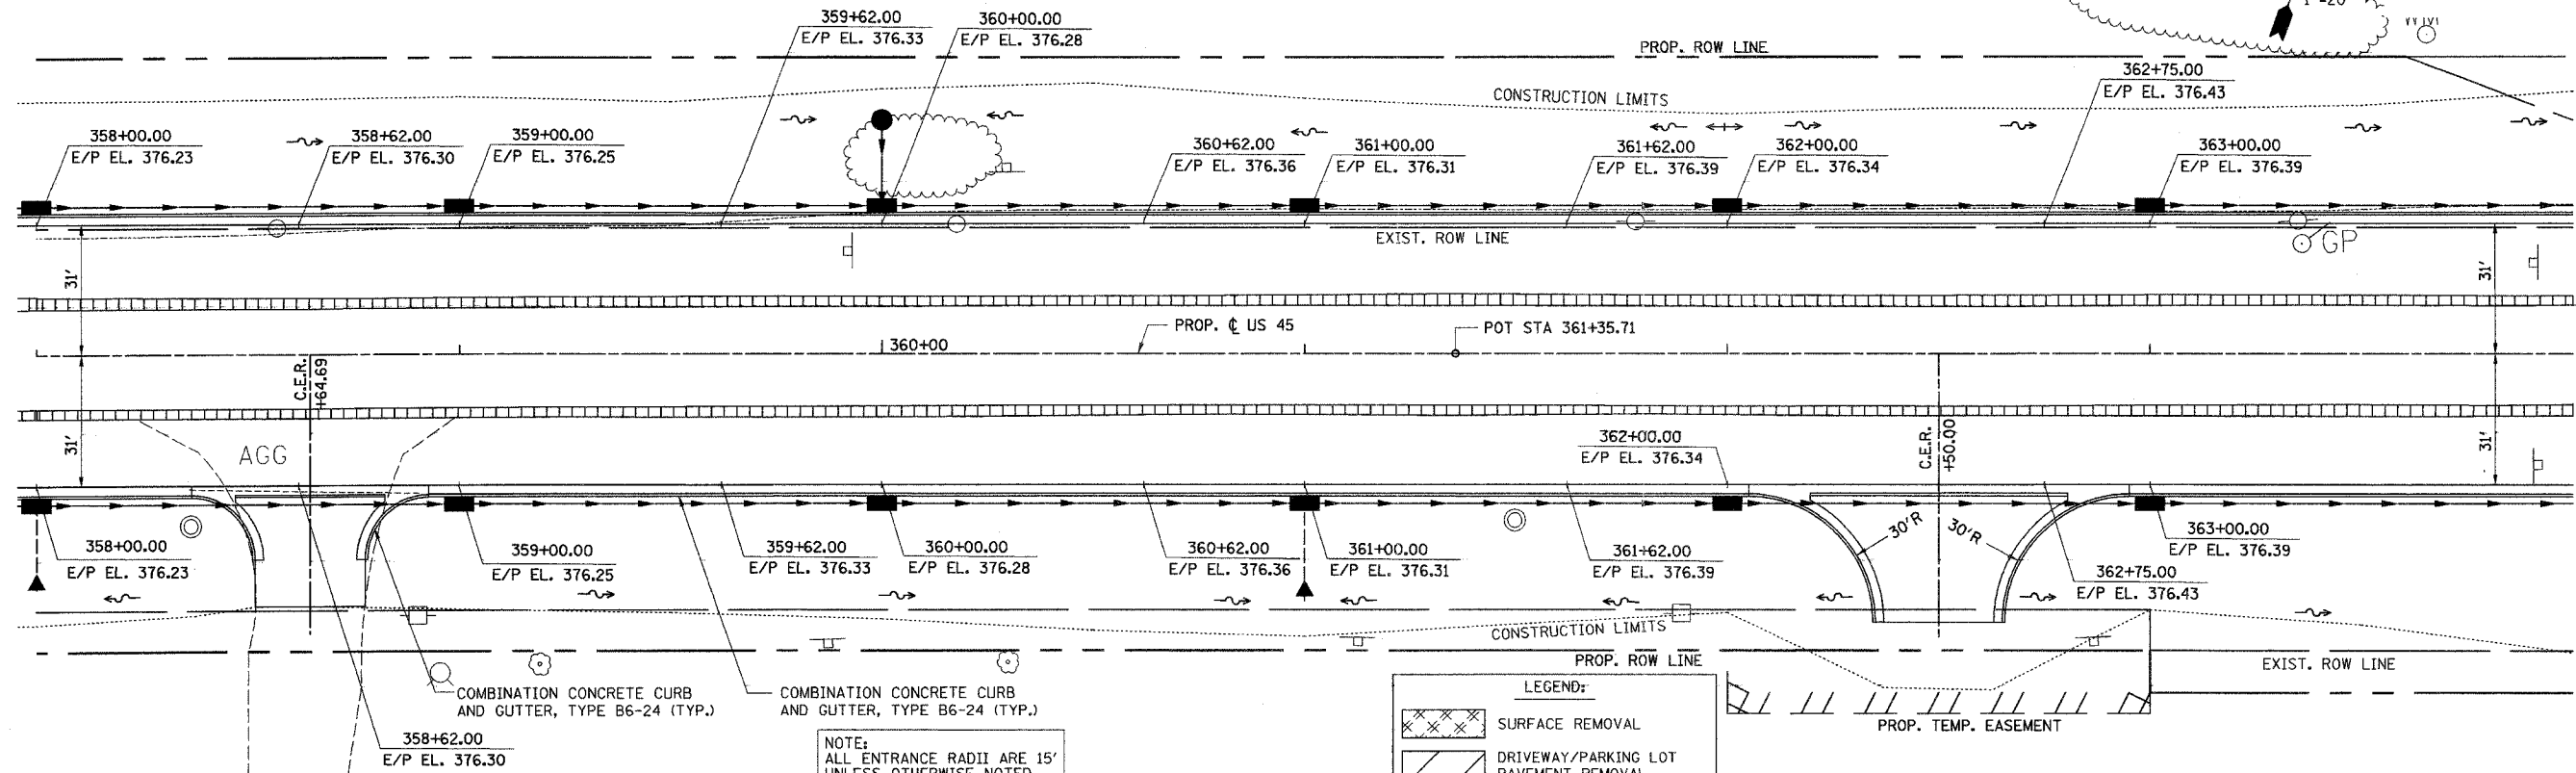 359+62.00
E/P EL. 376.33
360+00.00
E/P EL. 376.28
PROP. ROW LINE
362+75.00
E/P EL. 376.43
CONSTRUCTION LIMITS
358+00.00
E/P EL. 376.23
358+62.00
E/P EL. 376.30
359+00.00
E/P EL. 376.25
360+62.00
E/P EL. 376.36
361+00.00
E/P EL. 376.31
361+62.00
E/P EL. 376.39
362+00.00
E/P EL. 376.34
363+00.00
E/P EL. 376.39
EXIST. ROW LINE
GP
31'
31'
PROP. ℄ US 45
POT STA 361+35.71
360+00
C.E.R.
+64.69
C.E.R.
+50.00
31'
31'
AGG
362+00.00
E/P EL. 376.34
30'R
30'R
358+00.00
E/P EL. 376.23
359+00.00
E/P EL. 376.25
359+62.00
E/P EL. 376.33
360+00.00
E/P EL. 376.28
360+62.00
E/P EL. 376.36
361+00.00
E/P EL. 376.31
361+62.00
E/P EL. 376.39
363+00.00
E/P EL. 376.39
362+75.00
E/P EL. 376.43
CONSTRUCTION LIMITS
PROP. ROW LINE
EXIST. ROW LINE
COMBINATION CONCRETE CURB
AND GUTTER, TYPE B6-24 (TYP.)
COMBINATION CONCRETE CURB
AND GUTTER, TYPE B6-24 (TYP.)
358+62.00
E/P EL. 376.30
NOTE:
ALL ENTRANCE RADII ARE 15'
UNLESS OTHERWISE NOTED
LEGEND:
SURFACE REMOVAL
DRIVEWAY/PARKING LOT
PAVEMENT REMOVAL
PROP. TEMP. EASEMENT